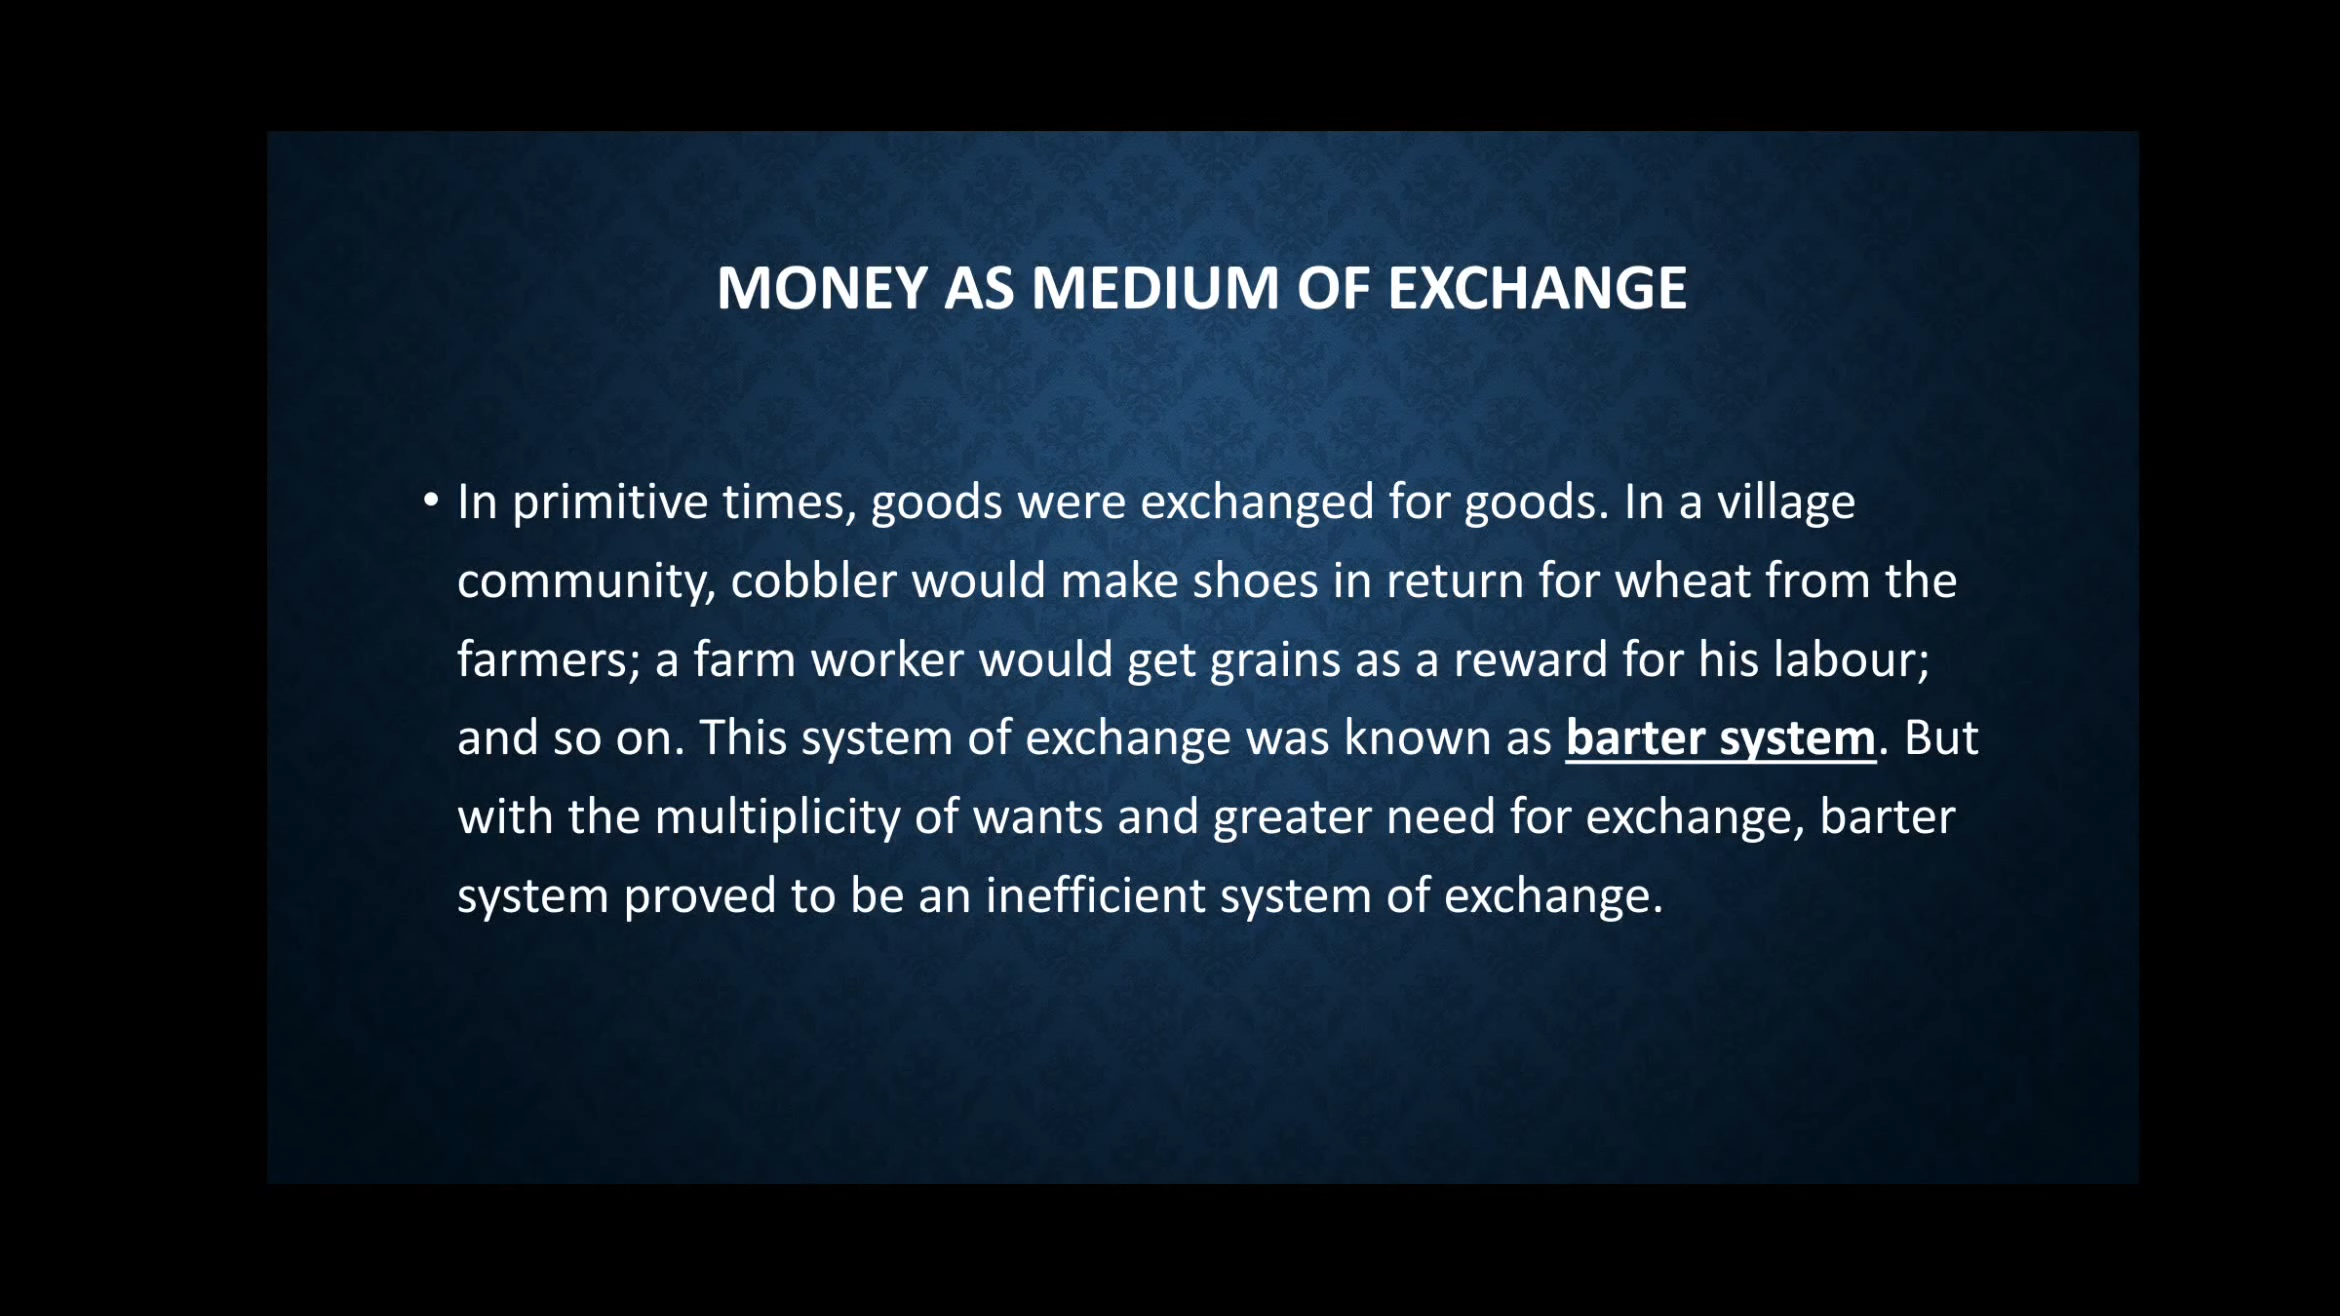 MONEY AS MEDIUM OF EXCHANGE
• In primitive times, goods were exchanged for goods. In a village
community, cobbler would make shoes in return for wheat from the
farmers; a farm worker would get grains as a reward for his labour;
and so on. This system of exchange was known as barter system. But
with the multiplicity of wants and greater need for exchange, barter
system proved to be an inefficient system of exchange.